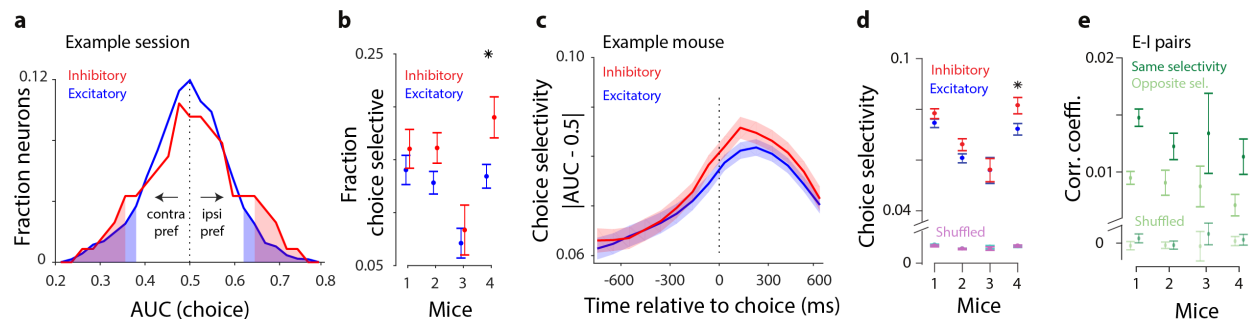 a
Example session
Inhibitory
Excitatory
Fraction neurons
0.12
0
contra
pref
ipsi
pref
0.2 0.3 0.4 0.5 0.6 0.7 0.8
AUC (choice)
b
Inhibitory
Excitatory
*
Fraction
choice selective
0.25
0.05
1 2 3 4
Mice
c
Example mouse
Inhibitory
Excitatory
Choice selectivity
|AUC - 0.5|
0.10
0.06
-600 -300 0 300 600
Time relative to choice (ms)
d
Inhibitory
Excitatory
*
Choice selectivity
0.1
0.04
Shuffled
0
1 2 3 4
Mice
e
E-I pairs
Same selectivity
Opposite sel.
Corr. coeffi.
0.02
0.01
Shuffled
0
1 2 3 4
Mice